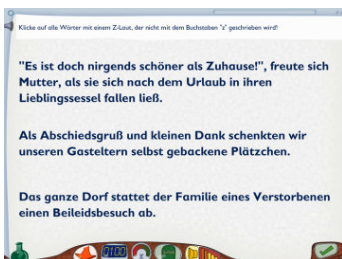 Klicke auf alle Wörter mit einem Z-Laut, der nicht mit dem Buchstaben "z" geschrieben wird!
"Es ist doch nirgends schöner als Zuhause!", freute sich
Mutter, als sie sich nach dem Urlaub in ihren
Lieblingssessel fallen ließ.
Als Abschiedsgruß und kleinen Dank schenkten wir
unseren Gasteltern selbst gebackene Plätzchen.
Das ganze Dorf stattet der Familie eines Verstorbenen
einen Beileidsbesuch ab.